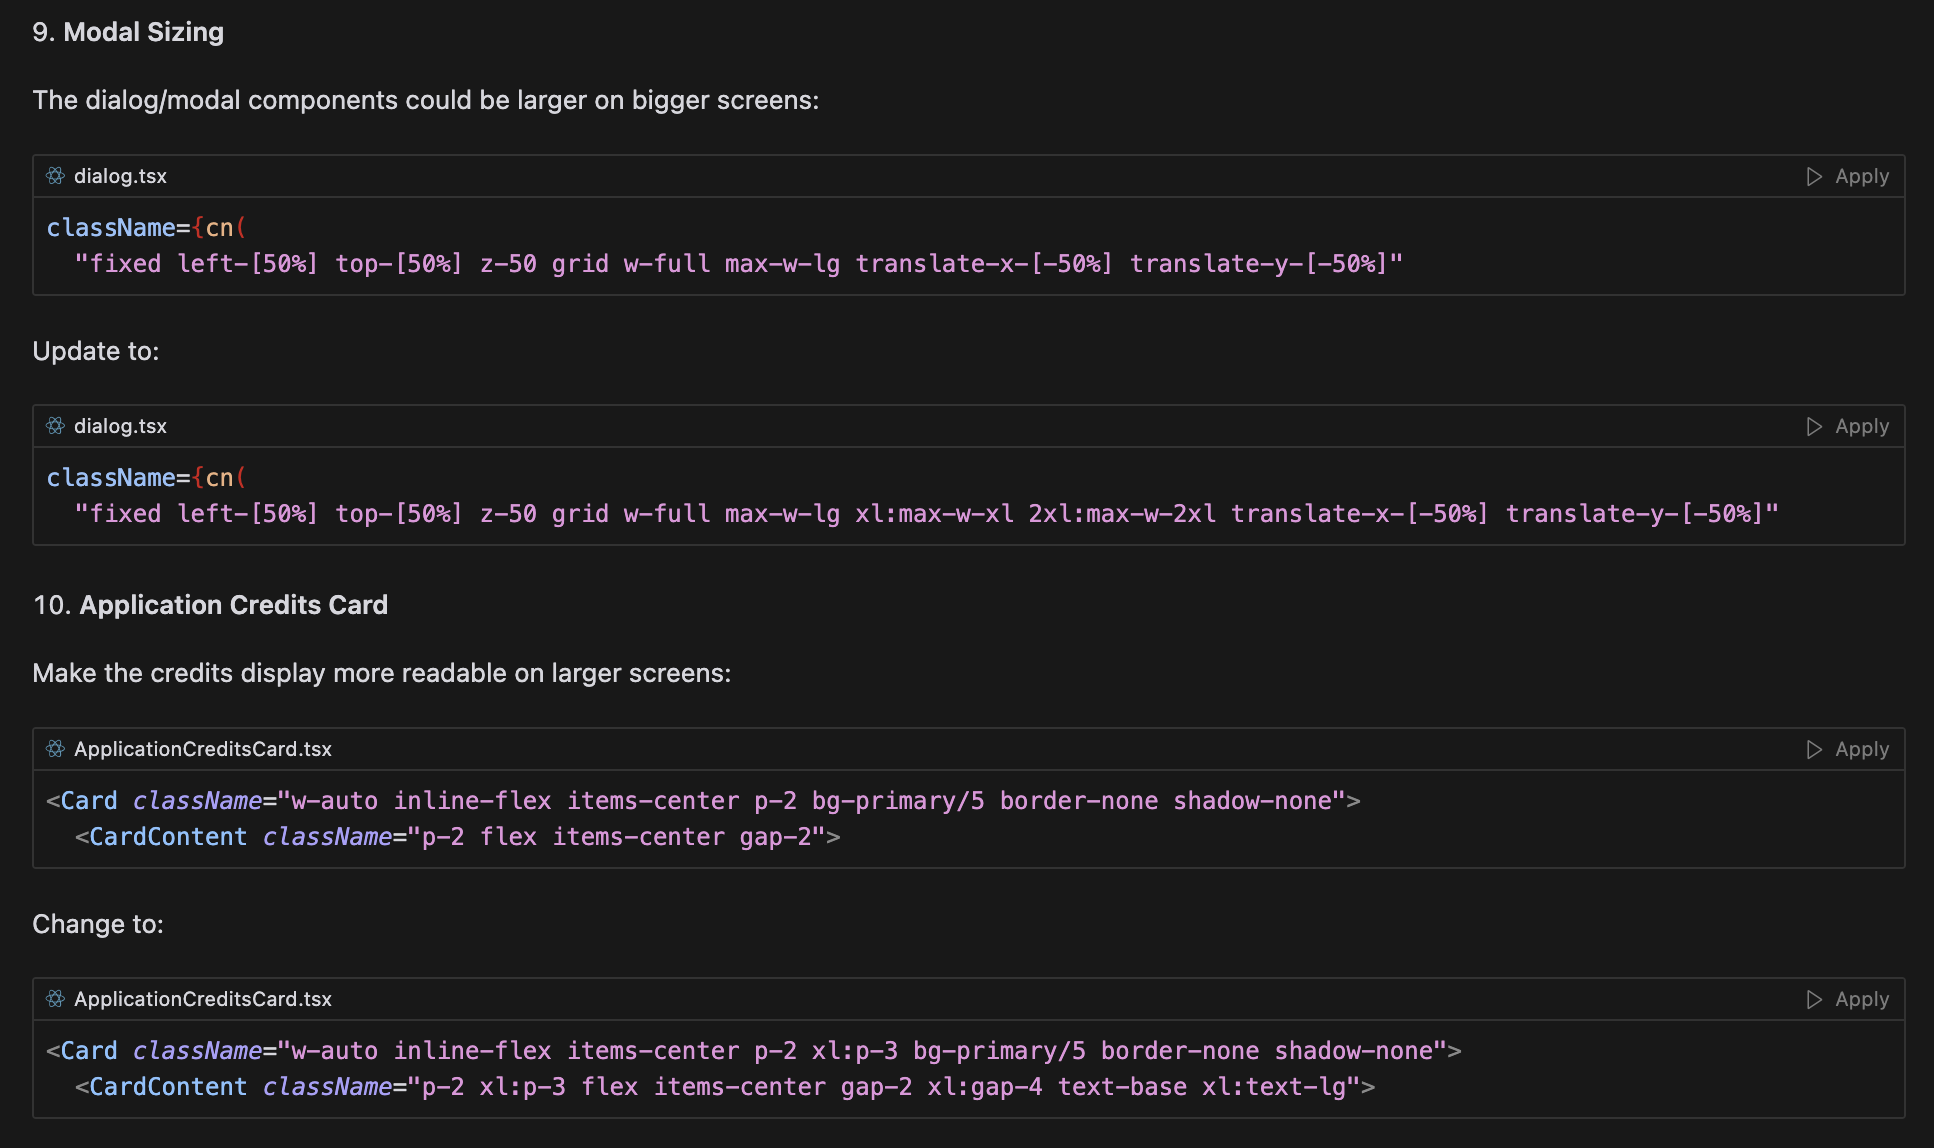 9. Modal Sizing
The dialog/modal components could be larger on bigger screens:
dialog.tsx
Apply
className={cn(
"fixed left-[50%] top-[50%] z-50 grid w-full max-w-lg translate-x-[-50%] translate-y-[-50%]"
Update to:
dialog.tsx
Apply
className={cn(
"fixed left-[50%] top-[50%] z-50 grid w-full max-w-lg xl:max-w-xl 2xl:max-w-2xl translate-x-[-50%] translate-y-[-50%]"
10. Application Credits Card
Make the credits display more readable on larger screens:
ApplicationCreditsCard.tsx
Apply
<Card className="w-auto inline-flex items-center p-2 bg-primary/5 border-none shadow-none">
<CardContent className="p-2 flex items-center gap-2">
Change to:
ApplicationCreditsCard.tsx
Apply
<Card className="w-auto inline-flex items-center p-2 xl:p-3 bg-primary/5 border-none shadow-none">
<CardContent className="p-2 xl:p-3 flex items-center gap-2 xl:gap-4 text-base xl:text-lg">